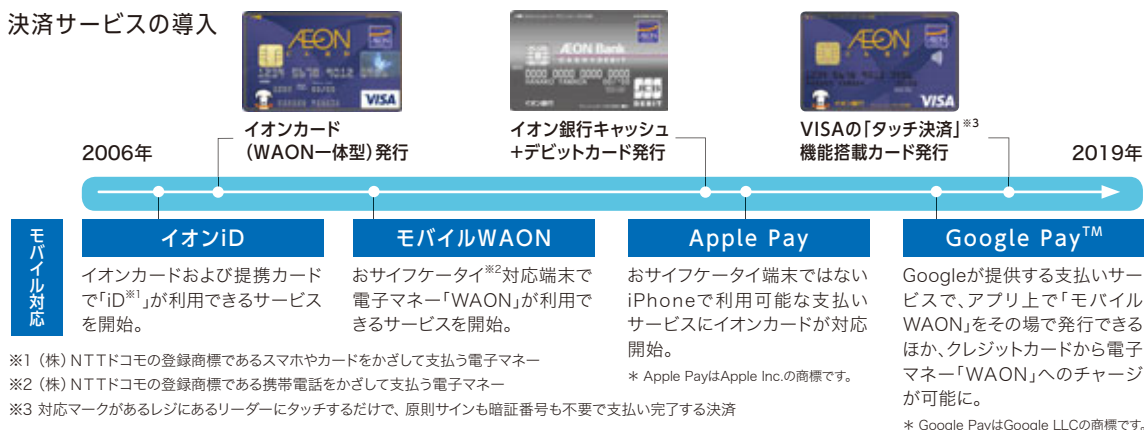 決済サービスの導入
ÆON
CARD
VISA
ÆON Bank
CASH+DEBIT
0000 0000 0000 0000
JCB
DEBIT
ÆON
CARD
VISA
イオンカード
(WAON一体型)発行
イオン銀行キャッシュ
+デビットカード発行
VISAの「タッチ決済」※3
機能搭載カード発行
2006年
2019年
モバイル対応
イオンiD
イオンカードおよび提携カード
で「iD※1」が利用できるサービス
を開始。
モバイルWAON
おサイフケータイ※2対応端末で
電子マネー「WAON」が利用で
きるサービスを開始。
Apple Pay
おサイフケータイ端末ではない
iPhoneで利用可能な支払い
サービスにイオンカードが対応
開始。
* Apple PayはApple Inc.の商標です。
Google Pay™
Googleが提供する支払いサー
ビスで、アプリ上で「モバイル
WAON」をその場で発行できる
ほか、クレジットカードから電子
マネー「WAON」へのチャージ
が可能に。
* Google PayはGoogle LLCの商標です。
※1 (株)NTTドコモの登録商標であるスマホやカードをかざして支払う電子マネー
※2 (株)NTTドコモの登録商標である携帯電話をかざして支払う電子マネー
※3 対応マークがあるレジにあるリーダーにタッチするだけで、原則サインも暗証番号も不要で支払い完了する決済